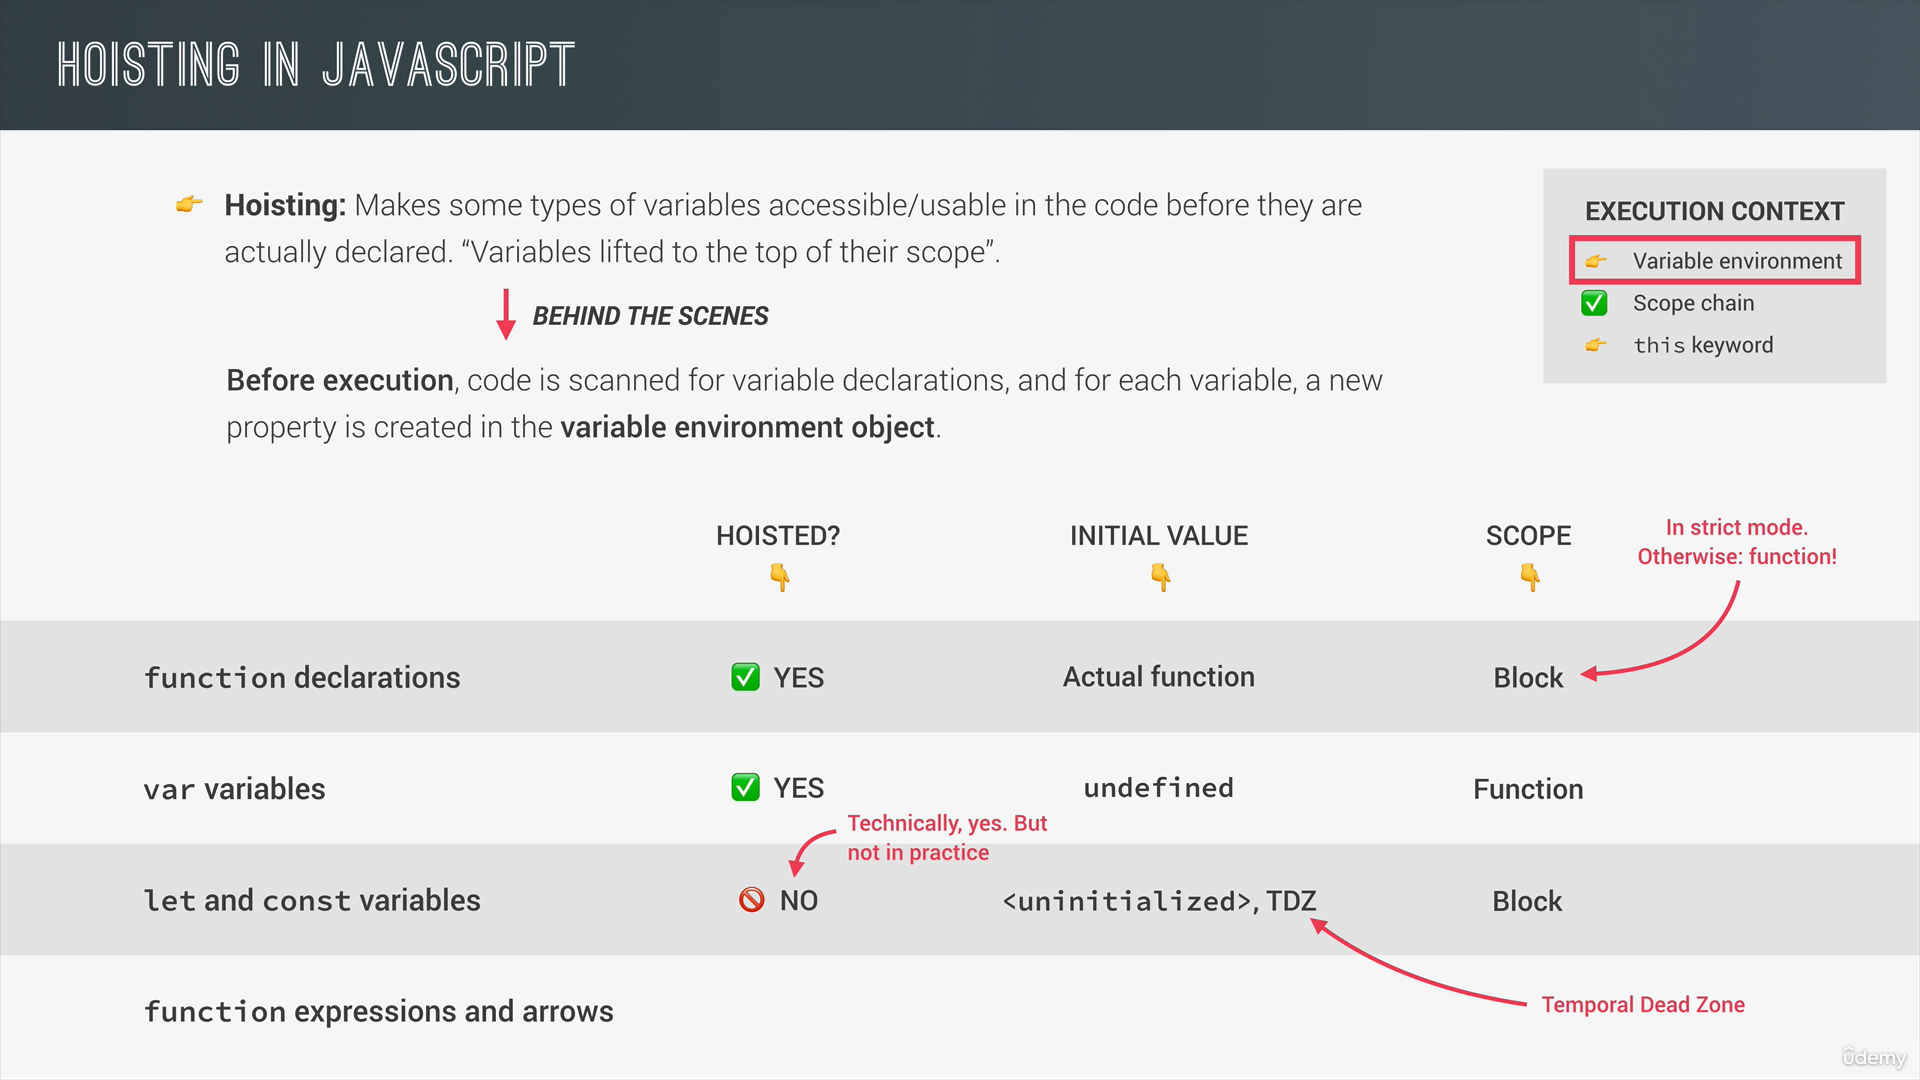 HOISTING IN JAVASCRIPT
Hoisting: Makes some types of variables accessible/usable in the code before they are
actually declared. “Variables lifted to the top of their scope”.
BEHIND THE SCENES
Before execution, code is scanned for variable declarations, and for each variable, a new
property is created in the variable environment object.
EXECUTION CONTEXT
Variable environment
Scope chain
this keyword
HOISTED?
INITIAL VALUE
SCOPE
In strict mode.
Otherwise: function!
function declarations
YES
Actual function
Block
var variables
YES
undefined
Function
Technically, yes. But
not in practice
let and const variables
NO
<uninitialized>, TDZ
Block
function expressions and arrows
Temporal Dead Zone
ûdemy